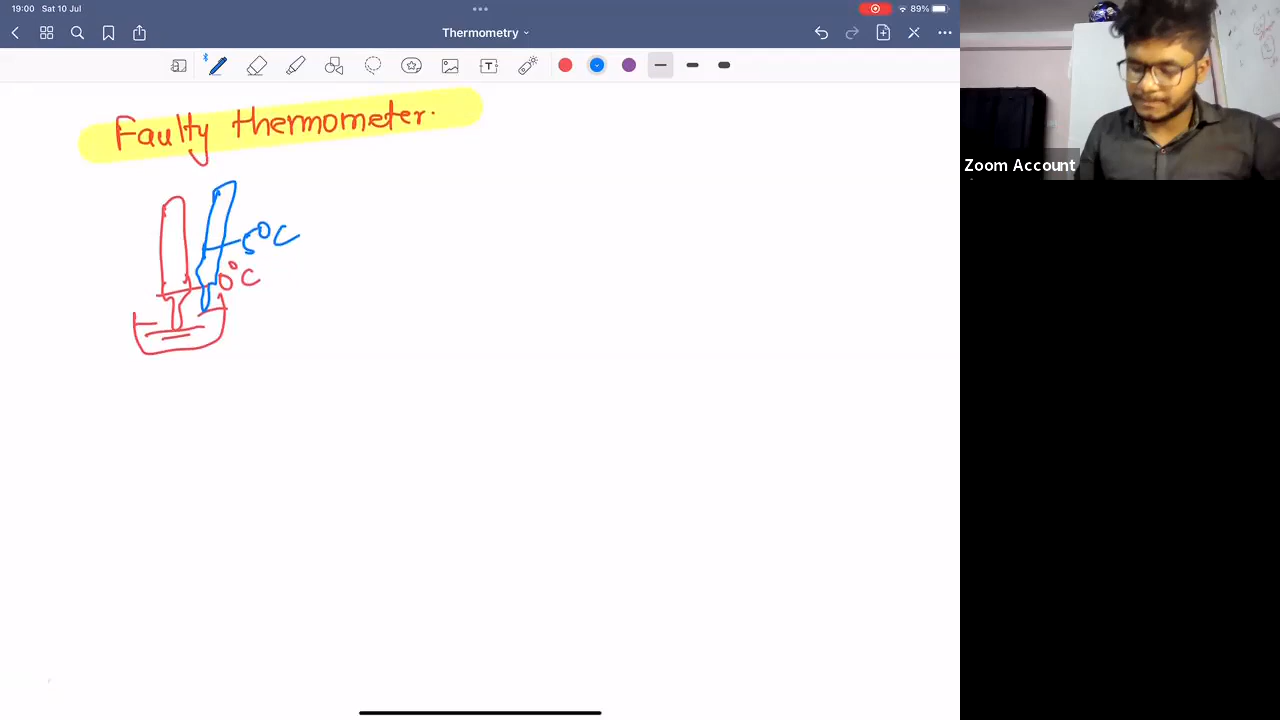 19:00 Sat 10 Jul
89%
Thermometry
T
Faulty thermometer.
5°C
0°C
Zoom Account